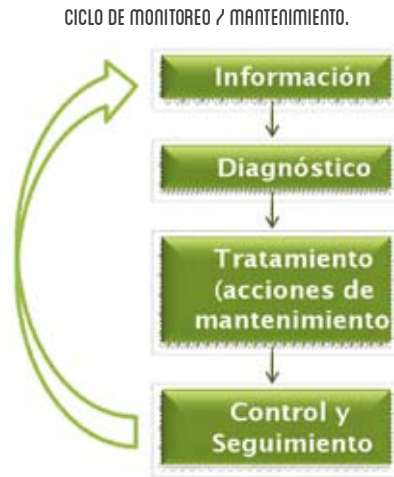 CICLO DE MONITOREO / MANTENIMIENTO.
Información
Diagnóstico
Tratamiento
(acciones de
mantenimiento
Control y
Seguimiento